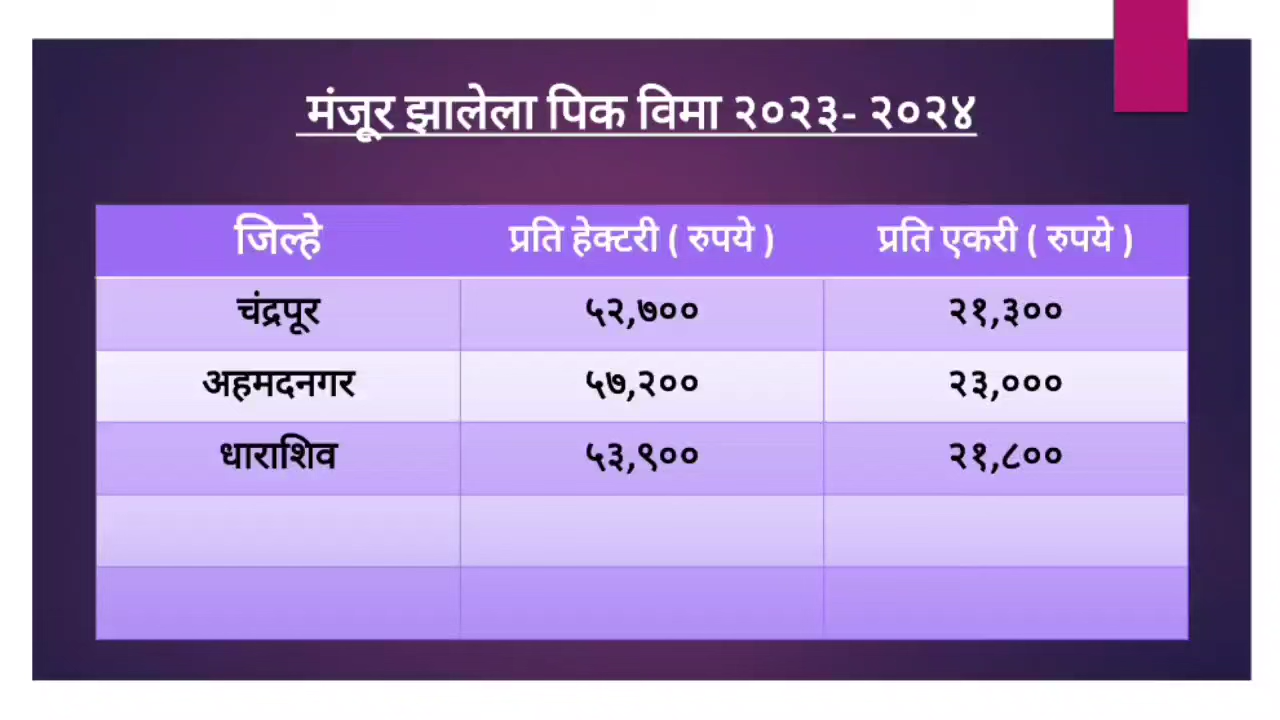 मंजूर झालेला पिक विमा २०२३- २०२४
जिल्हे प्रति हेक्टरी ( रुपये ) प्रति एकरी ( रुपये )
चंद्रपूर ५२,७०० २१,३००
अहमदनगर ५७,२०० २३,०००
धाराशिव ५३,९०० २१,८००